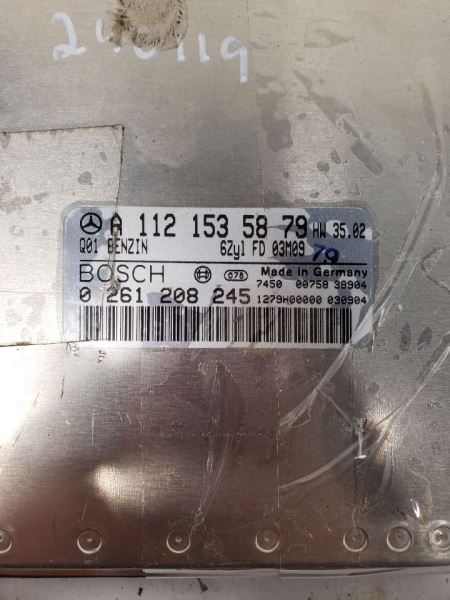 240119
A 112 153 58 79 HW 35.02
Q01 BENZIN 6Zyl FD 03M09
79
BOSCH 078 Made in Germany
7450 00758 38904
0 261 208 245 1279H00000 030904